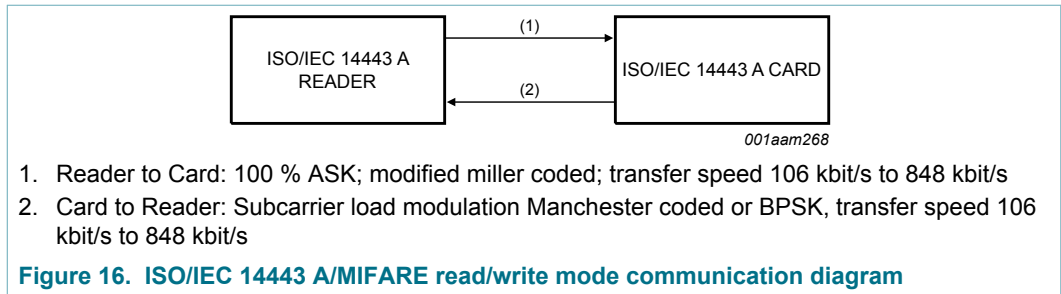 (1)
ISO/IEC 14443 A
READER
ISO/IEC 14443 A CARD
(2)
001aam268
1. Reader to Card: 100 % ASK; modified miller coded; transfer speed 106 kbit/s to 848 kbit/s
2. Card to Reader: Subcarrier load modulation Manchester coded or BPSK, transfer speed 106
kbit/s to 848 kbit/s
Figure 16. ISO/IEC 14443 A/MIFARE read/write mode communication diagram